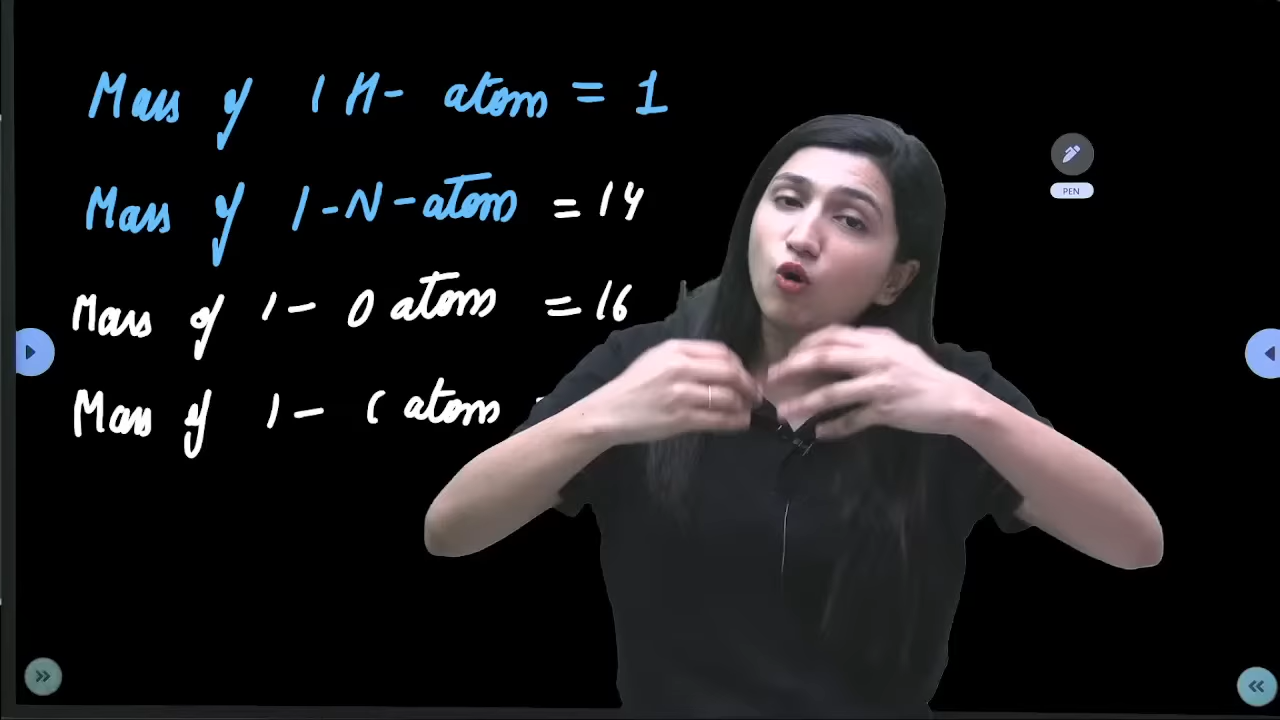 Mass of 1 H- atom = 1
Mass of 1-N-atom = 14
Mass of 1- O atom = 16
Mass of 1- C atom
PEN